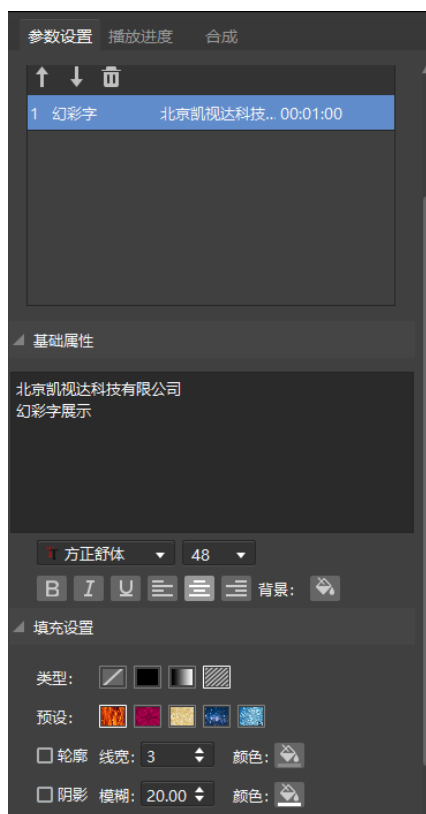 参数设置 播放进度 合成
1 幻彩字 北京凯视达科技... 00:01:00
基础属性
北京凯视达科技有限公司
幻彩字展示
方正舒体 48
B I U 背景:
填充设置
类型:
预设:
轮廓 线宽: 3 颜色:
阴影 模糊: 20.00 颜色: